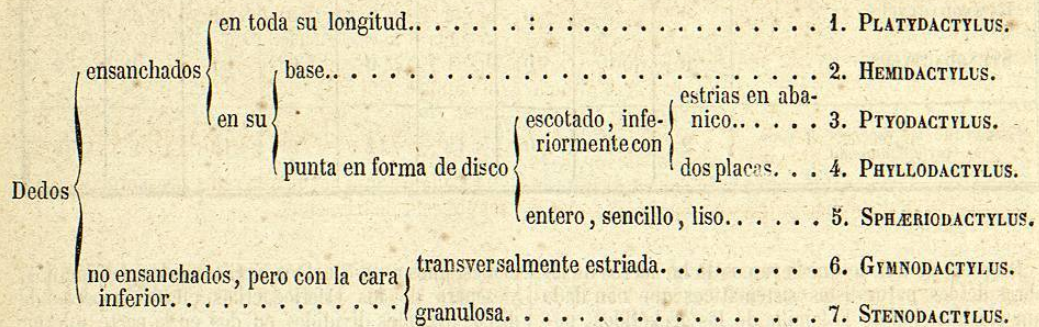 en toda su longitud.. . . . : . : . . . . . . . . . . 1. PLATYDACTYLUS.
ensanchados
base.. . . . . . . . . . . . . . . . . . . . . . . 2. HEMIDACTYLUS.
en su
estrias en aba-
escotado, infe-
nico.. . . . . 3. PTYODACTYLUS.
riormente con
punta en forma de disco
dos placas. . . 4. PHYLLODACTYLUS.
Dedos
entero, sencillo, liso.. . . . . . 5. SPHÆRIODACTYLUS.
no ensanchados, pero con la cara
transversalmente estriada. . . . . . . . . 6. GYMNODACTYLUS.
inferior. . . . . . . . . . . .
granulosa. . . . . . . . . . . . . . . . . . 7. STENODACTYLUS.